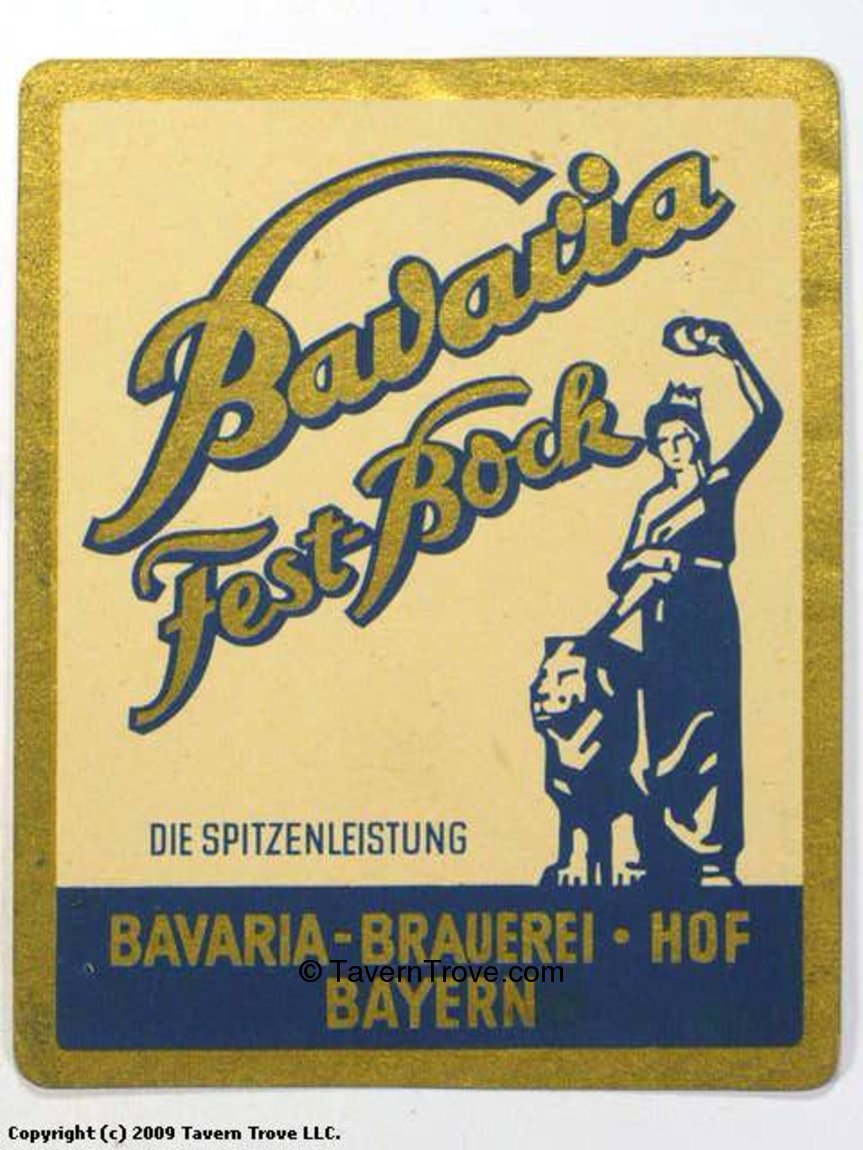 Bavaria
Fest-Bock
DIE SPITZENLEISTUNG
BAVARIA-BRAUEREI • HOF
© TavernTrove.com
BAYERN
Copyright (c) 2009 Tavern Trove LLC.